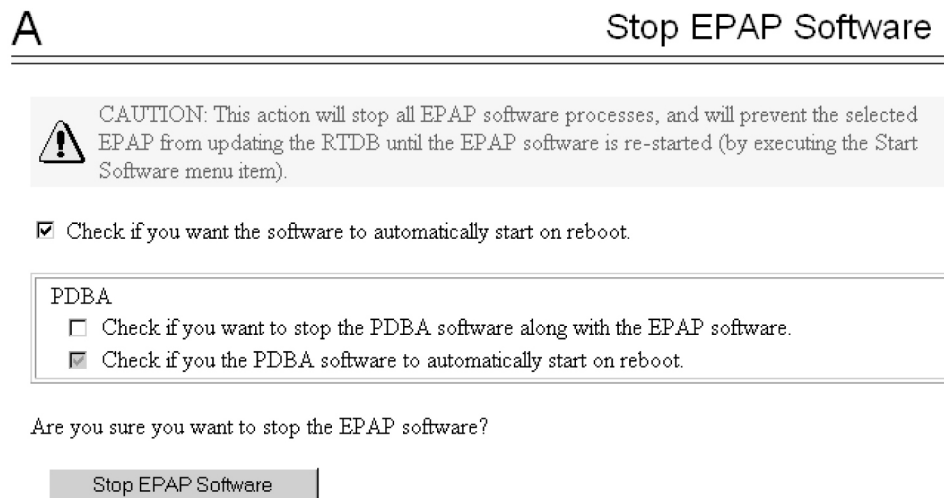 A
Stop EPAP Software
CAUTION: This action will stop all EPAP software processes, and will prevent the selected
EPAP from updating the RTDB until the EPAP software is re-started (by executing the Start
Software menu item).
Check if you want the software to automatically start on reboot.
PDBA
Check if you want to stop the PDBA software along with the EPAP software.
Check if you the PDBA software to automatically start on reboot.
Are you sure you want to stop the EPAP software?
Stop EPAP Software